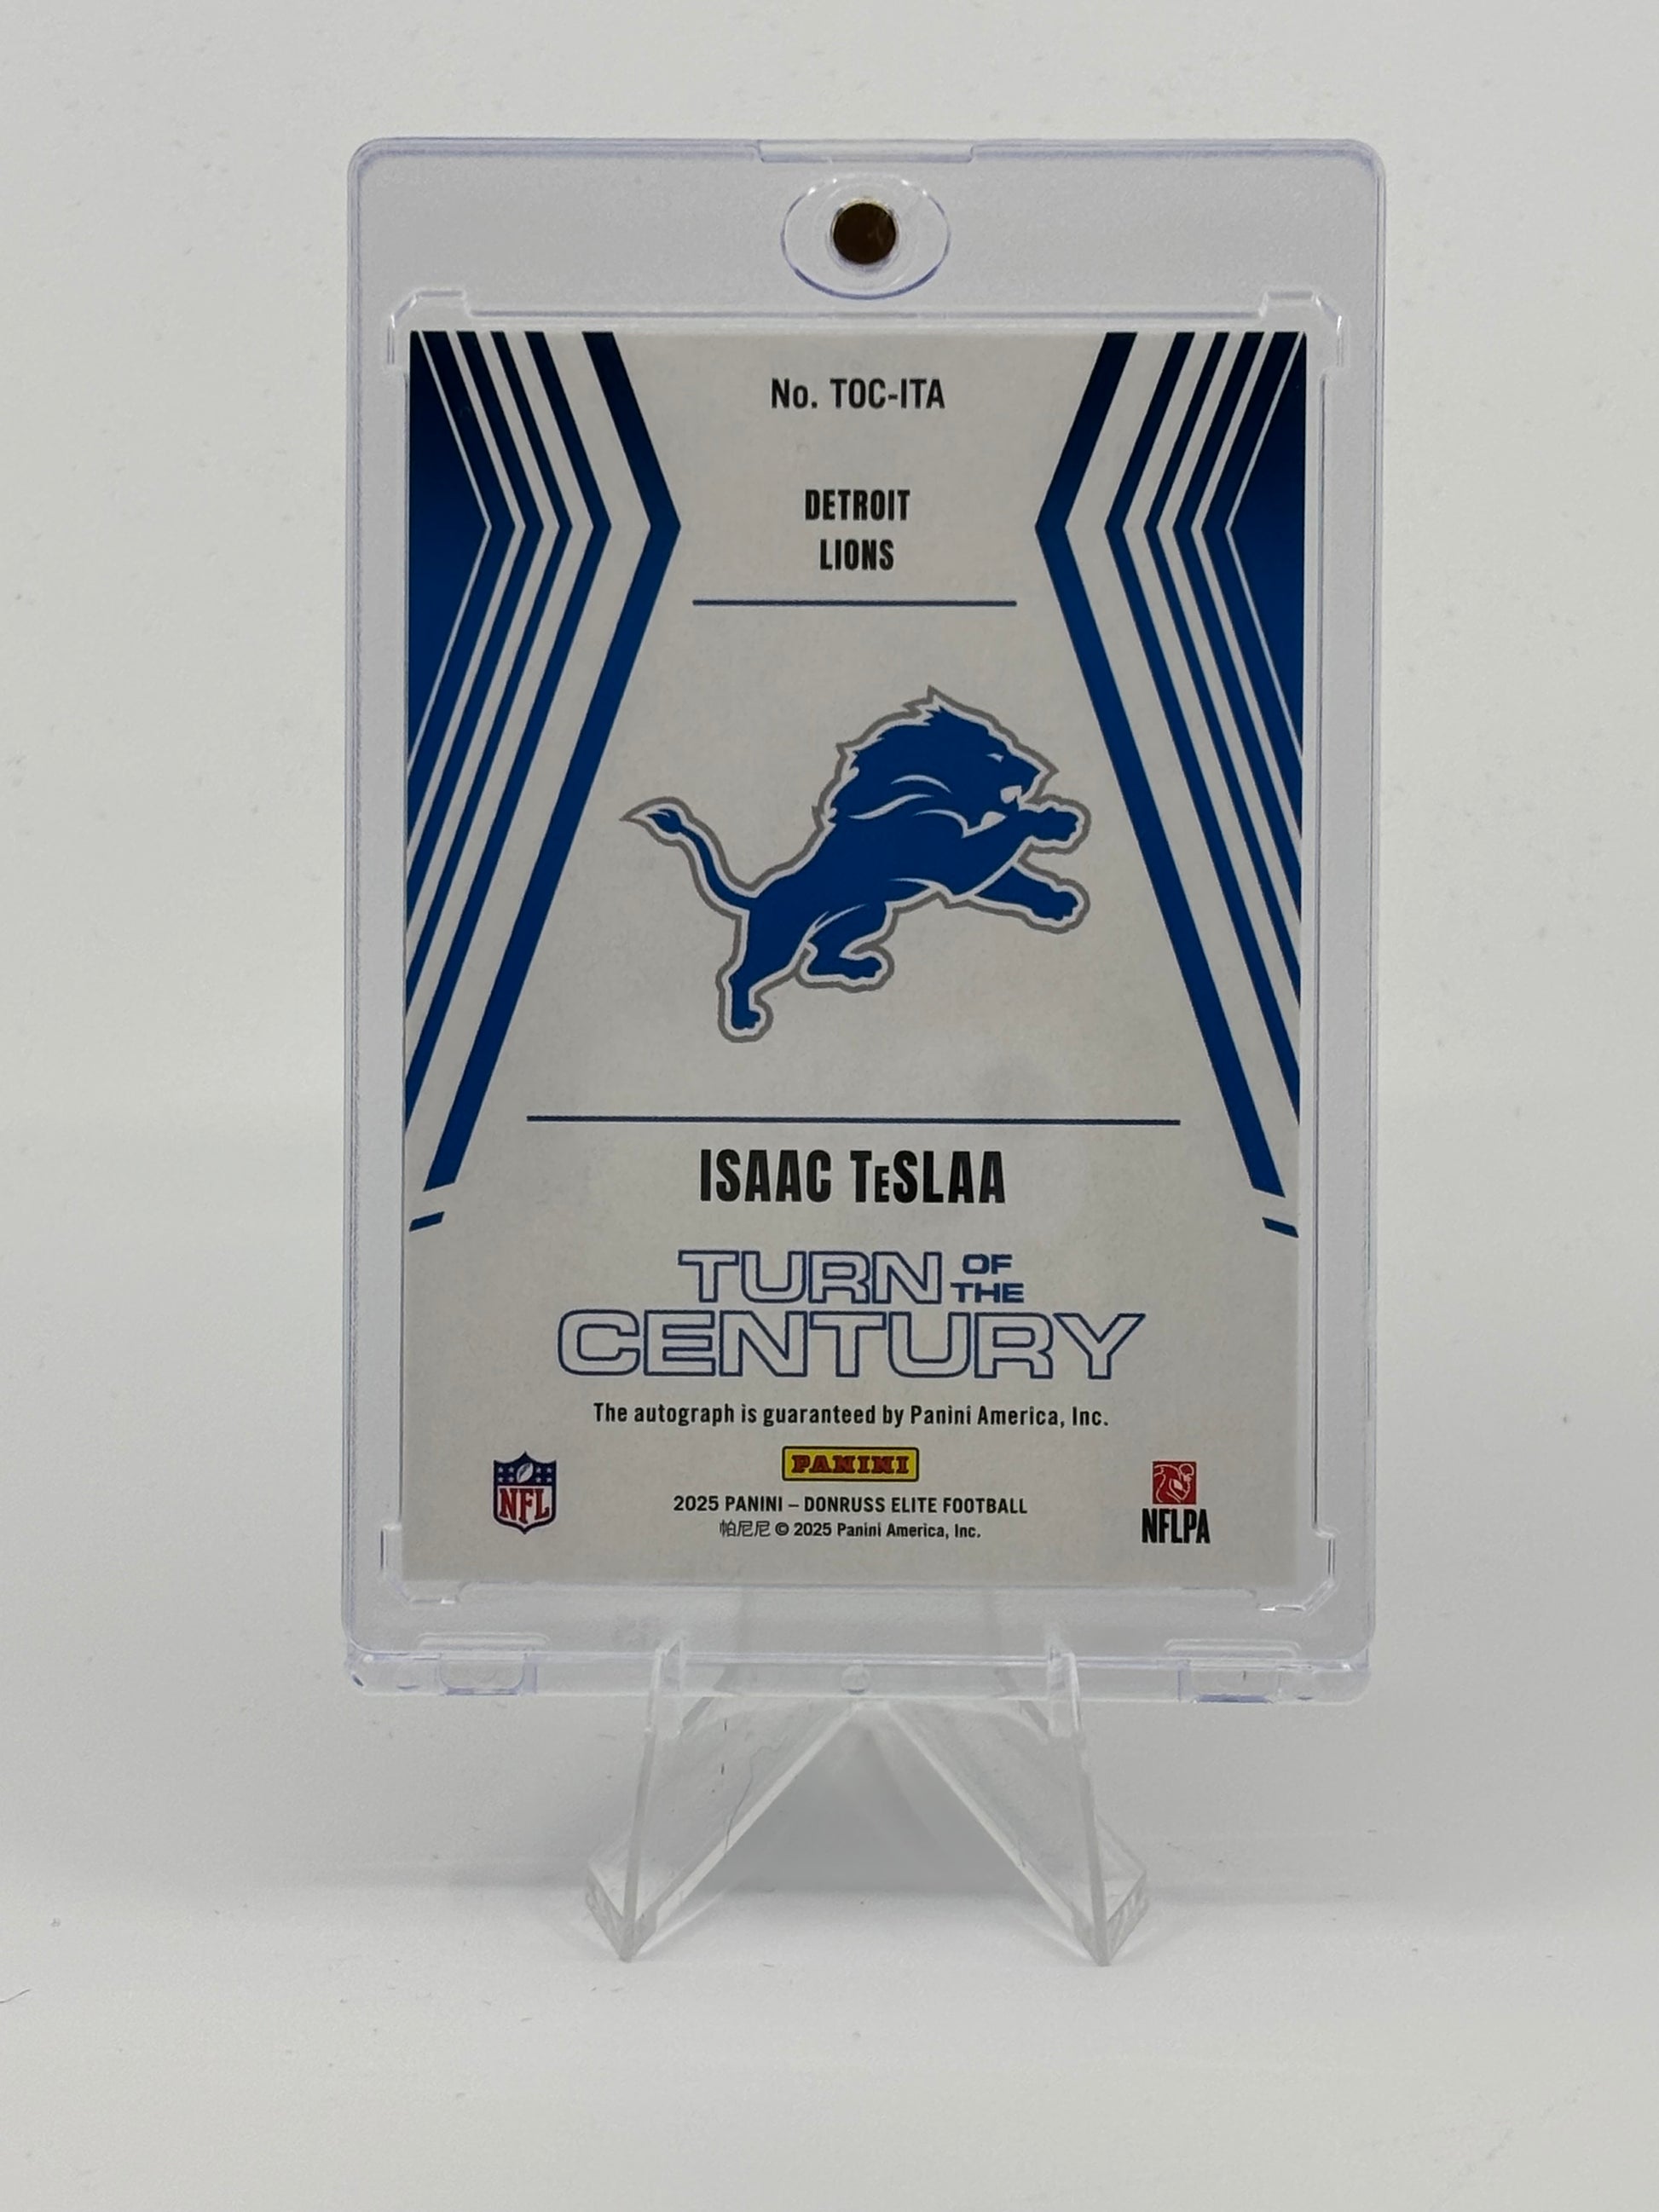 No. TOC-ITA
DETROIT
LIONS
ISAAC TeSLAA
TURN OF THE
CENTURY
The autograph is guaranteed by Panini America, Inc.
PANINI
NFL
2025 PANINI – DONRUSS ELITE FOOTBALL
帕尼尼 © 2025 Panini America, Inc.
NFLPA